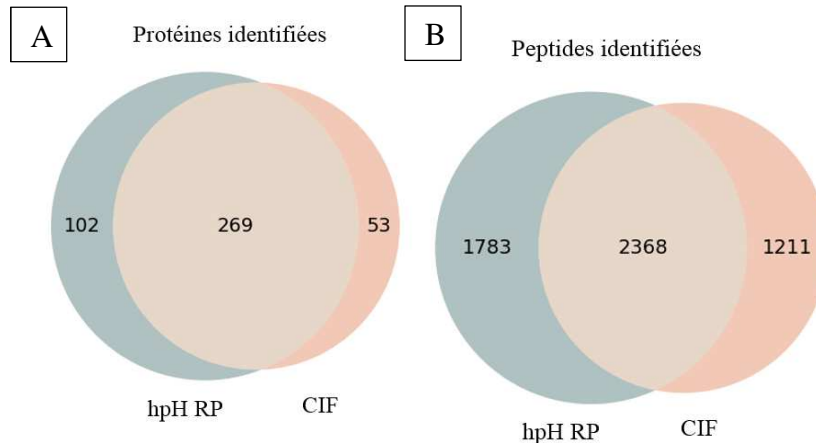 A
Protéines identifiées
102
269
53
hpH RP
CIF
B
Peptides identifiées
1783
2368
1211
hpH RP
CIF